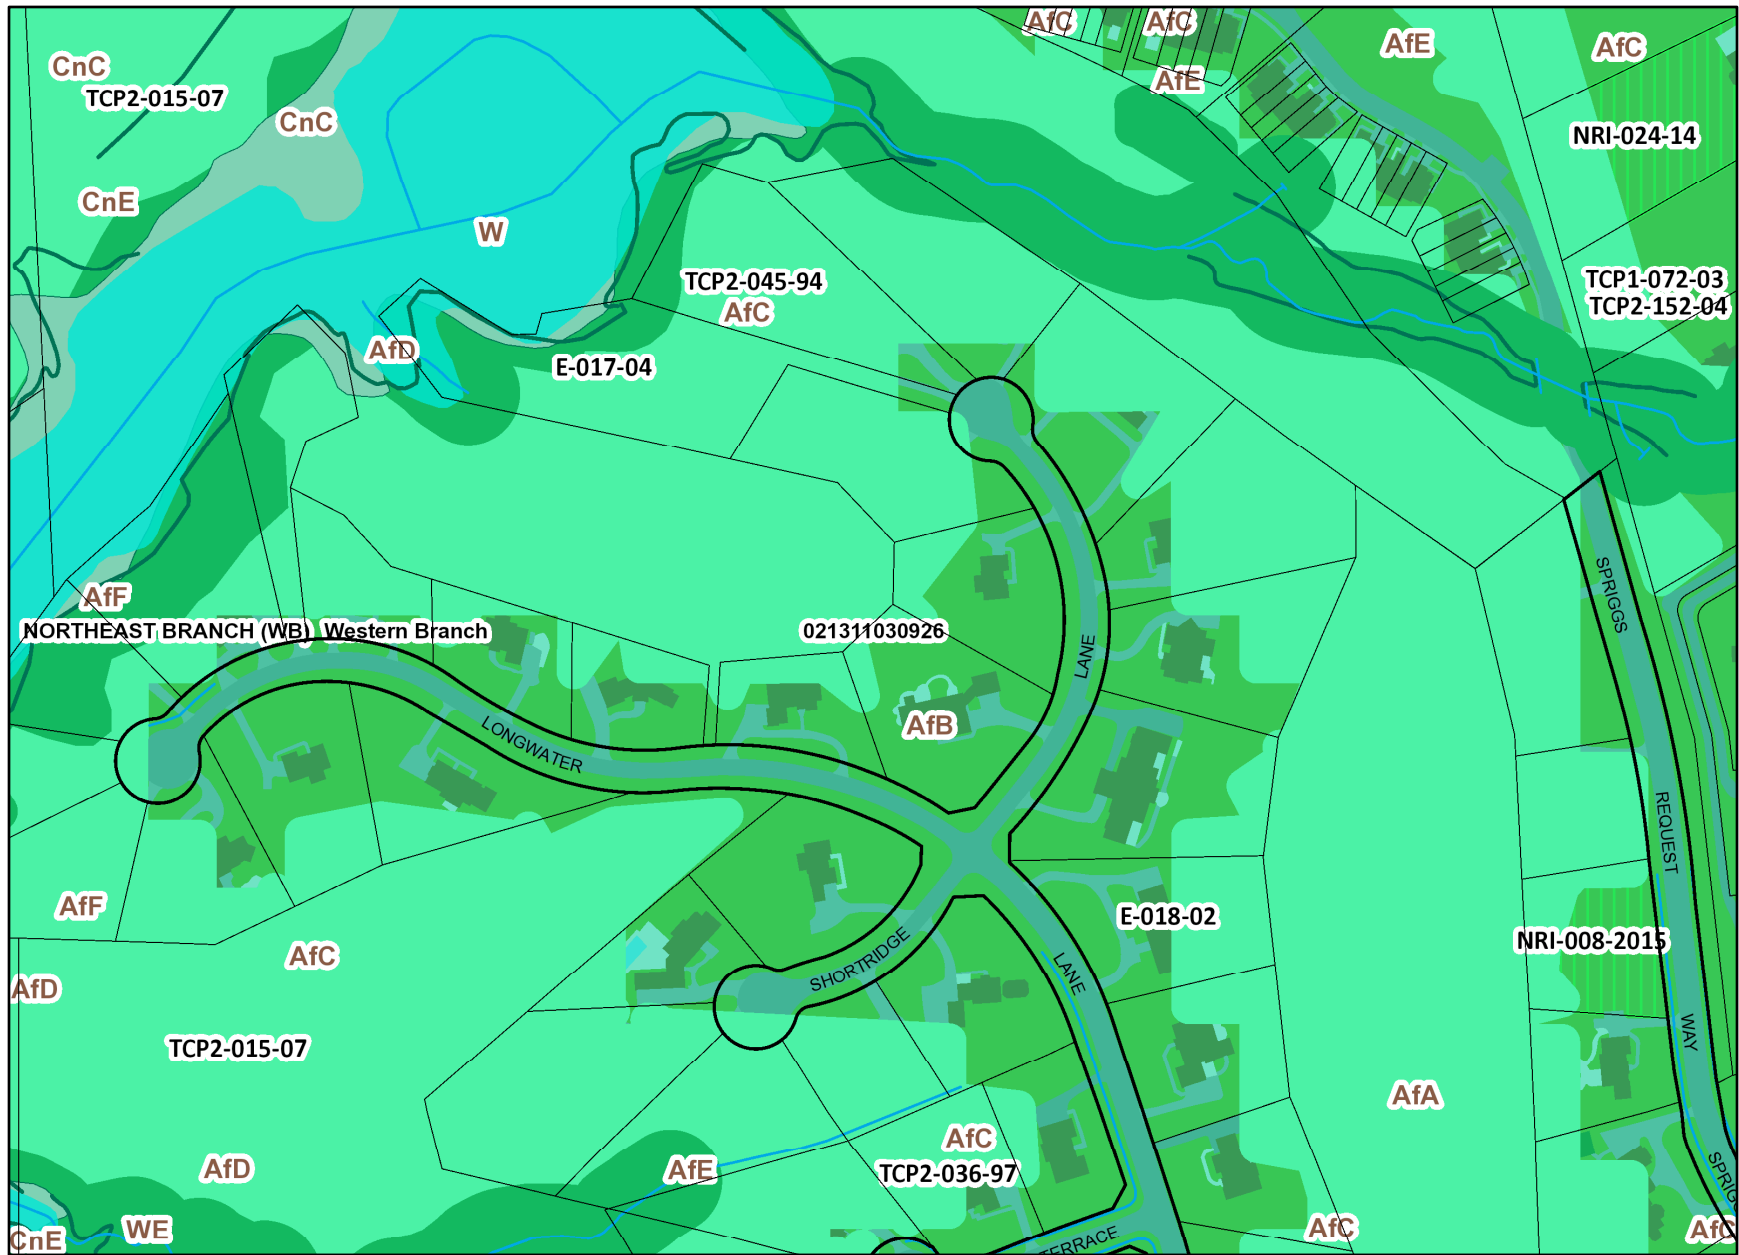 AfC
AfC
AfE
AfC
CnC
AfE
TCP2-015-07
CnC
NRI-024-14
CnE
W
TCP2-045-94
TCP1-072-03
AfC
TCP2-152-04
AfD
E-017-04
SPRIGGS
AfF
NORTHEAST BRANCH (WB) Western Branch
021311030926
LANE
AfB
LONGWATER
REQUEST
AfF
E-018-02
NRI-008-2015
AfC
SHORTRIDGE
LANE
AfD
WAY
TCP2-015-07
AfA
AfC
AfD
AfE
TCP2-036-97
SPRIG
WE
CnE
TERRACE
AfC
AfC